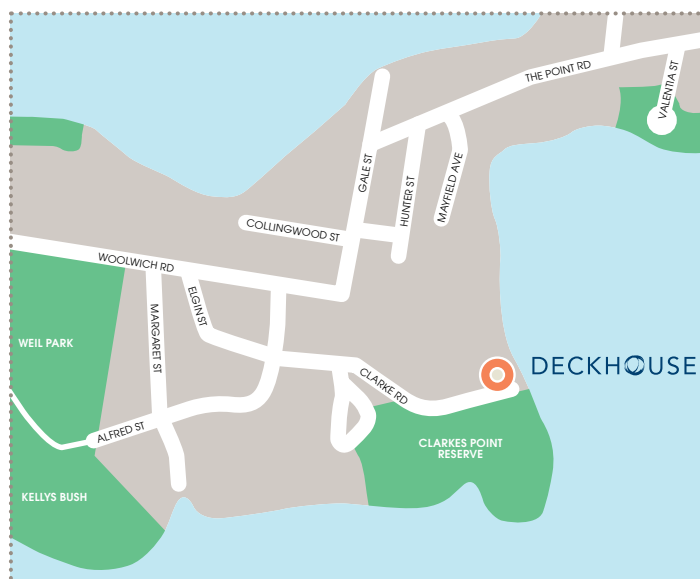 THE POINT RD
VALENTIA ST
GALE ST
HUNTER ST
MAYFIELD AVE
COLLINGWOOD ST
WOOLWICH RD
ELGIN ST
MARGARET ST
WEIL PARK
DECKHOUSE
CLARKE RD
ALFRED ST
CLARKES POINT
RESERVE
KELLYS BUSH